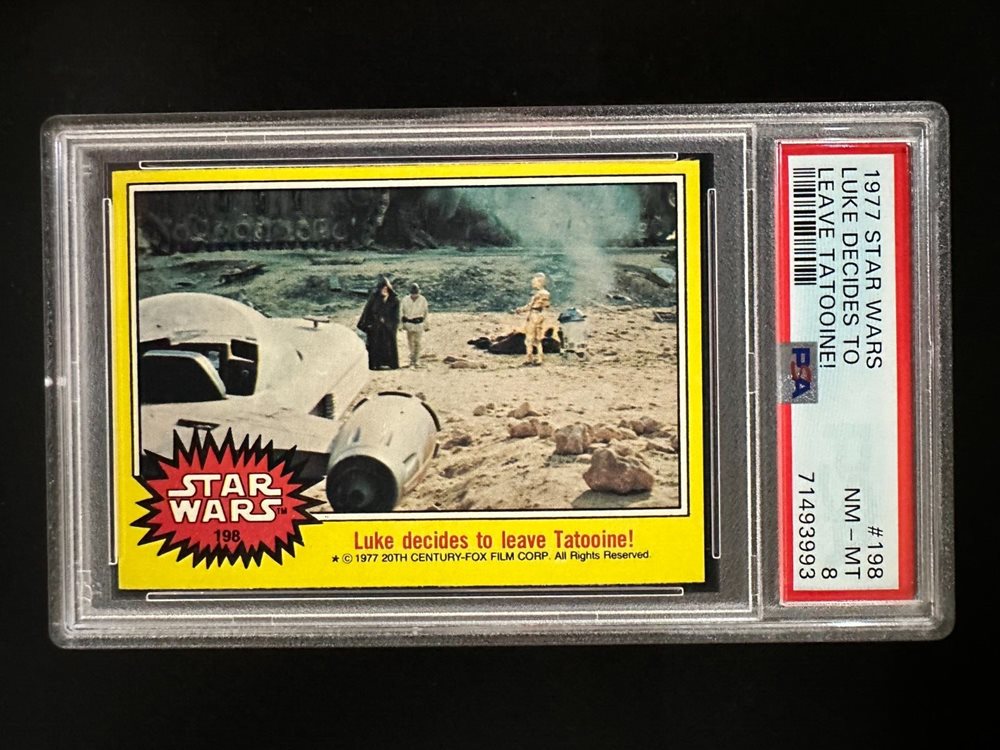 STAR
WARS™
198
Luke decides to leave Tatooine!
★ © 1977 20TH CENTURY-FOX FILM CORP. All Rights Reserved.
1977 STAR WARS #198
LUKE DECIDES TO NM-MT
LEAVE TATOOINE! 8
PSA 71493993